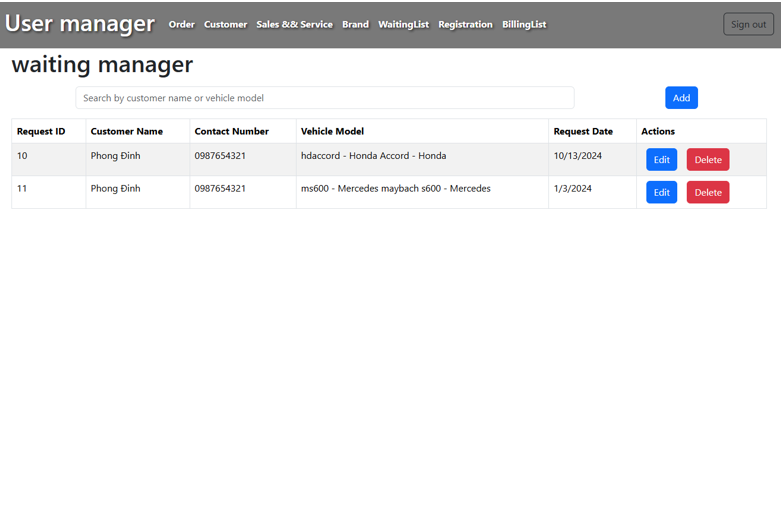 User manager Order Customer Sales && Service Brand WaitingList Registration BillingList Sign out
waiting manager
Search by customer name or vehicle model Add
Request ID Customer Name Contact Number Vehicle Model Request Date Actions
10 Phong Đinh 0987654321 hdaccord - Honda Accord - Honda 10/13/2024 Edit Delete
11 Phong Đinh 0987654321 ms600 - Mercedes maybach s600 - Mercedes 1/3/2024 Edit Delete